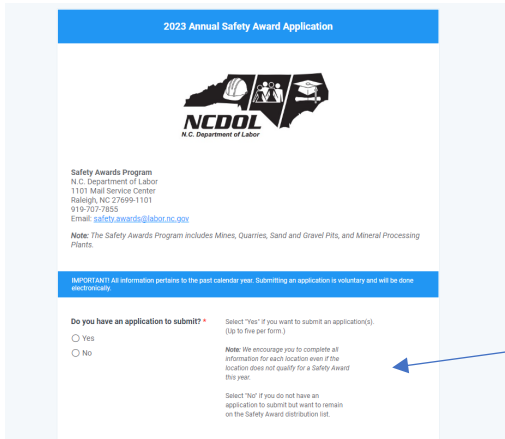 2023 Annual Safety Award Application
NCDOL
N.C. Department of Labor
Safety Awards Program
N.C. Department of Labor
1101 Mail Service Center
Raleigh, NC 27699-1101
919-707-7855
Email: safety.awards@labor.nc.gov
Note: The Safety Awards Program includes Mines, Quarries, Sand and Gravel Pits, and Mineral Processing
Plants.
IMPORTANT! All information pertains to the past calendar year. Submitting an application is voluntary and will be done
electronically.
Do you have an application to submit? *
Yes
No
Select "Yes" if you want to submit an application(s).
(Up to five per form.)
Note: We encourage you to complete all
information for each location even if the
location does not qualify for a Safety Award
this year.
Select "No" if you do not have an
application to submit but want to remain
on the Safety Award distribution list.